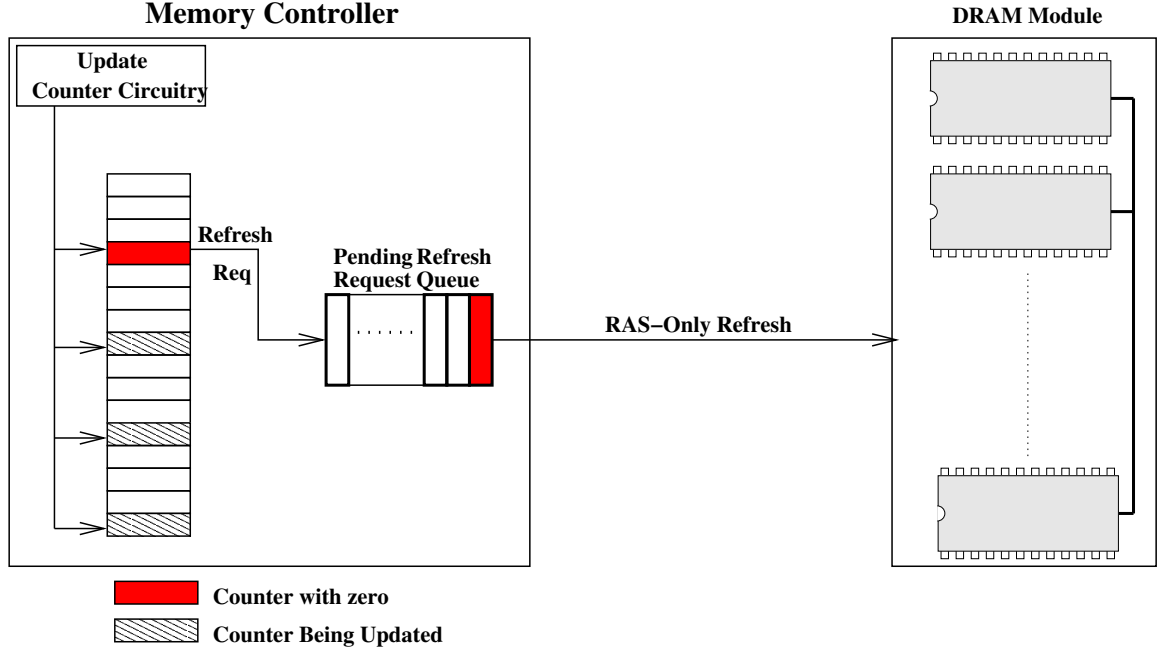 Memory Controller
DRAM Module
Update
Counter Circuitry
Refresh
Req
Pending Refresh
Request Queue
RAS−Only Refresh
Counter with zero
Counter Being Updated